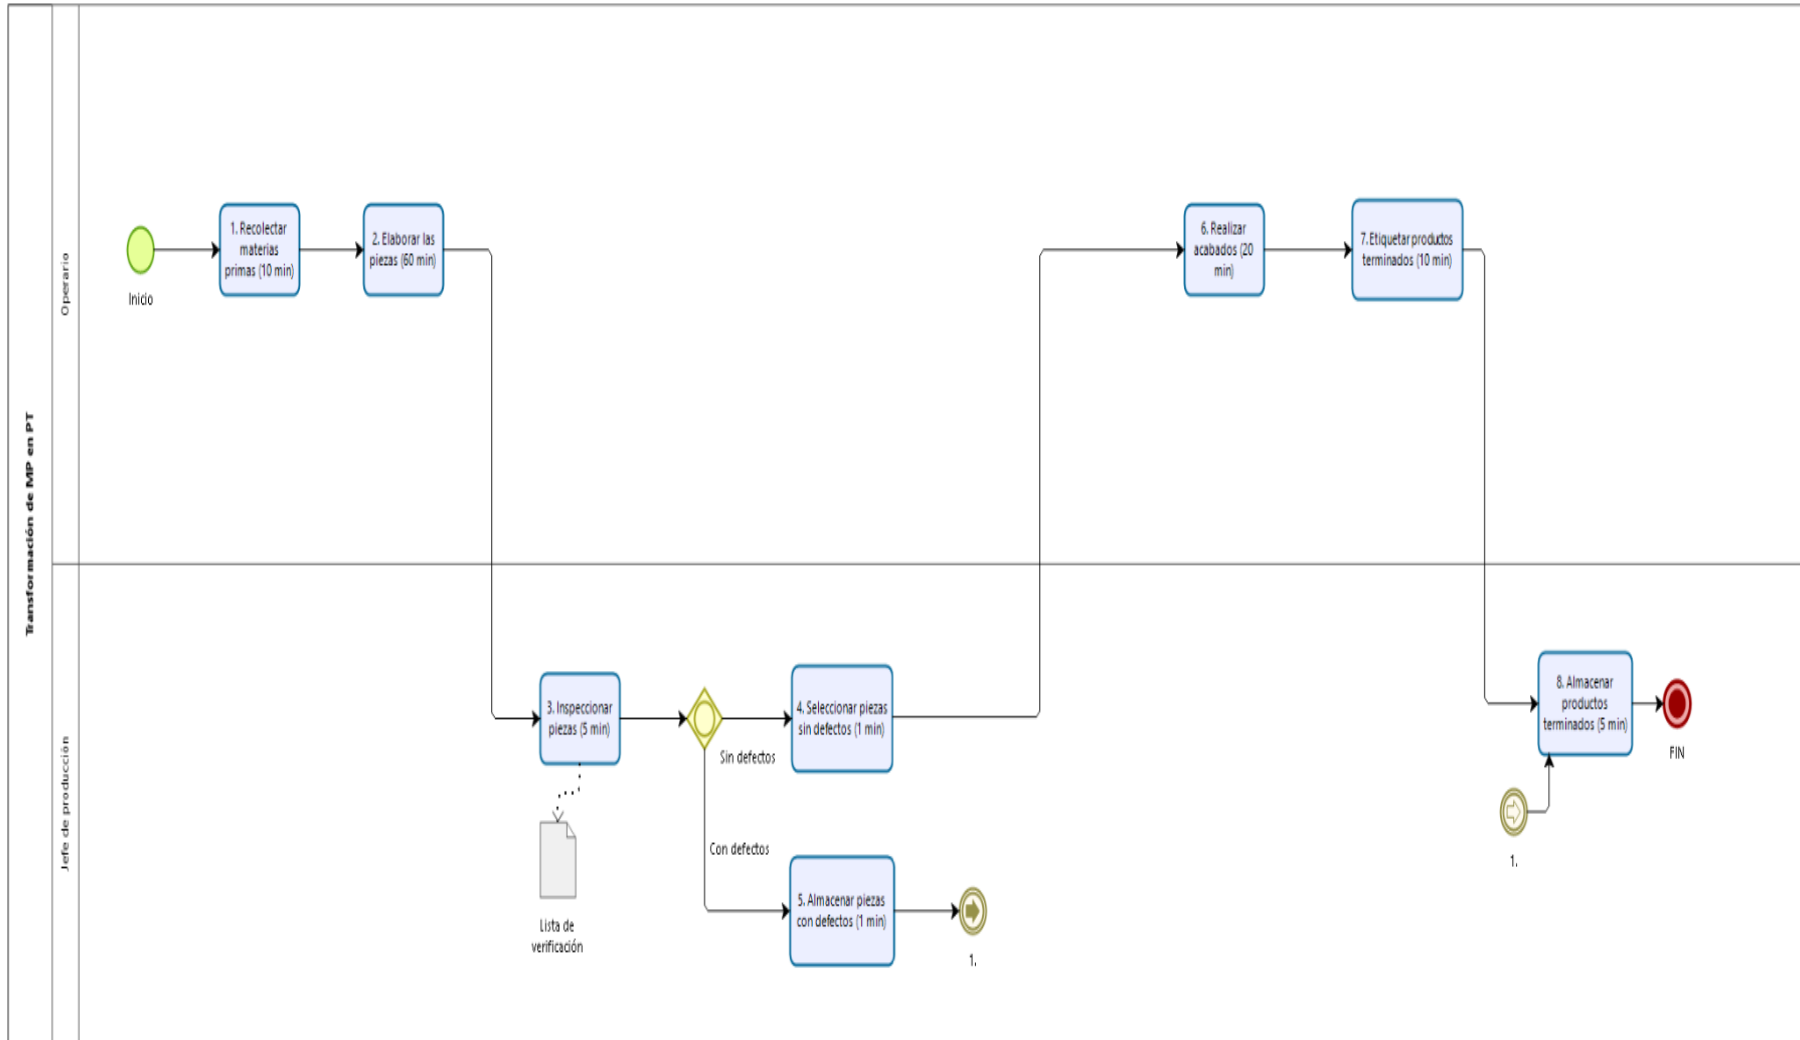 Transformación de MP en PT
Operario
Inicio
1. Recolectar
materias
primas (10 min)
2. Elaborar las
piezas (60 min)
6. Realizar
acabados (20
min)
7. Etiquetar productos
terminados (10 min)
Jefe de producción
3. Inspeccionar
piezas (5 min)
Lista de
verificación
Sin defectos
4. Seleccionar piezas
sin defectos (1 min)
Con defectos
5. Almacenar piezas
con defectos (1 min)
1.
1.
8. Almacenar
productos
terminados (5 min)
FIN